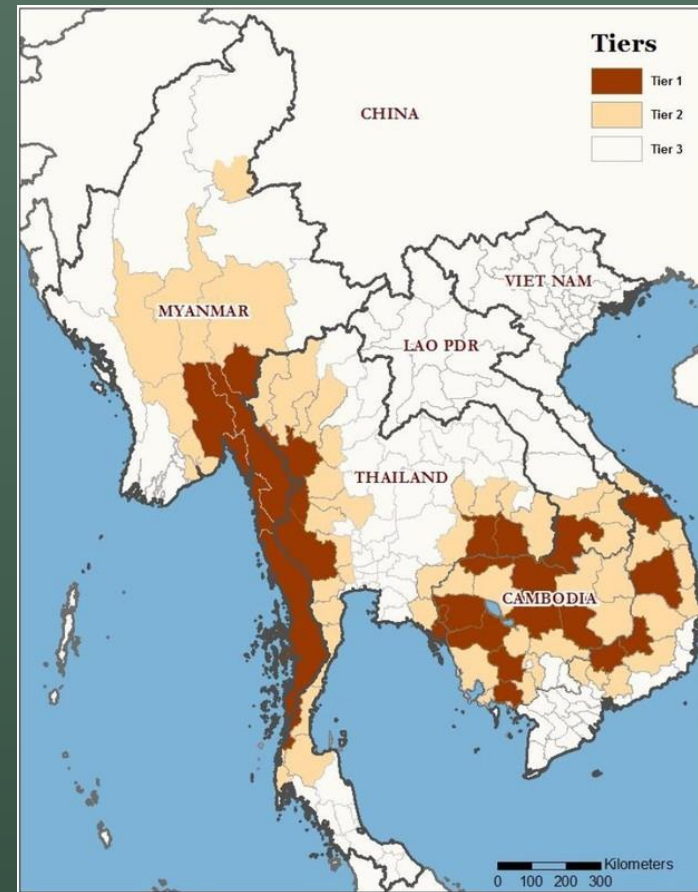 Tiers
Tier 1
Tier 2
Tier 3
CHINA
VIET NAM
MYANMAR
LAO PDR
THAILAND
CAMBODIA
Kilometers
0 100 200 300